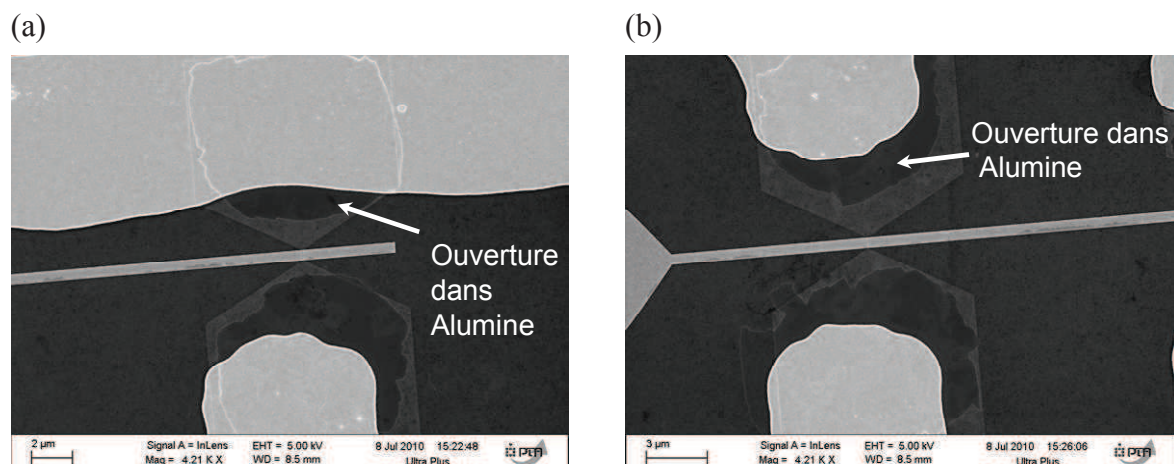 (a)
(b)
Ouverture
dans
Alumine
2 µm
Signal A = InLens
EHT = 5.00 kV
8 Jul 2010
15:22:48
Mag = 4.21 K X
WD = 8.5 mm
Ultra Plus
PTA
Ouverture dans
Alumine
3 µm
Signal A = InLens
EHT = 5.00 kV
8 Jul 2010
15:26:06
Mag = 4.21 K X
WD = 8.5 mm
Ultra Plus
PTA